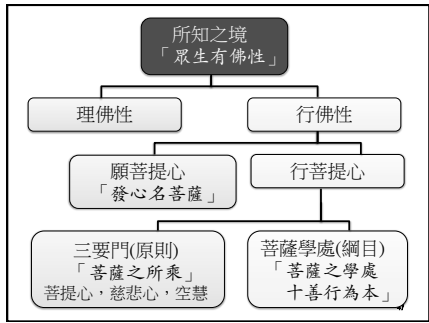 所知之境
「眾生有佛性」
理佛性
行佛性
願菩提心
「發心名菩薩」
行菩提心
三要門(原則)
「菩薩之所乘」
菩提心，慈悲心，空慧
菩薩學處(綱目)
「菩薩之學處
十善行為本」